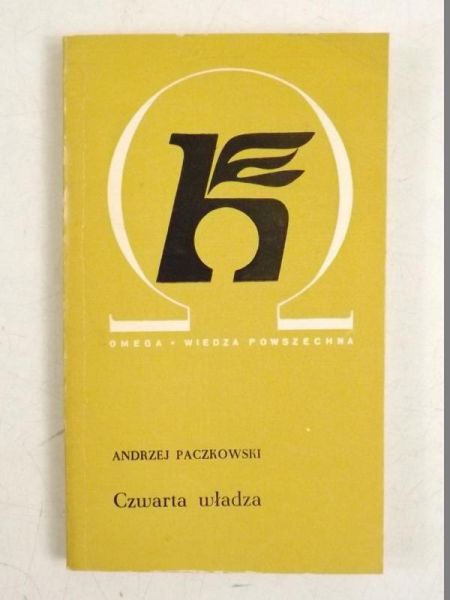 OMEGA • WIEDZA POWSZECHNA
ANDRZEJ PACZKOWSKI
Czwarta władza